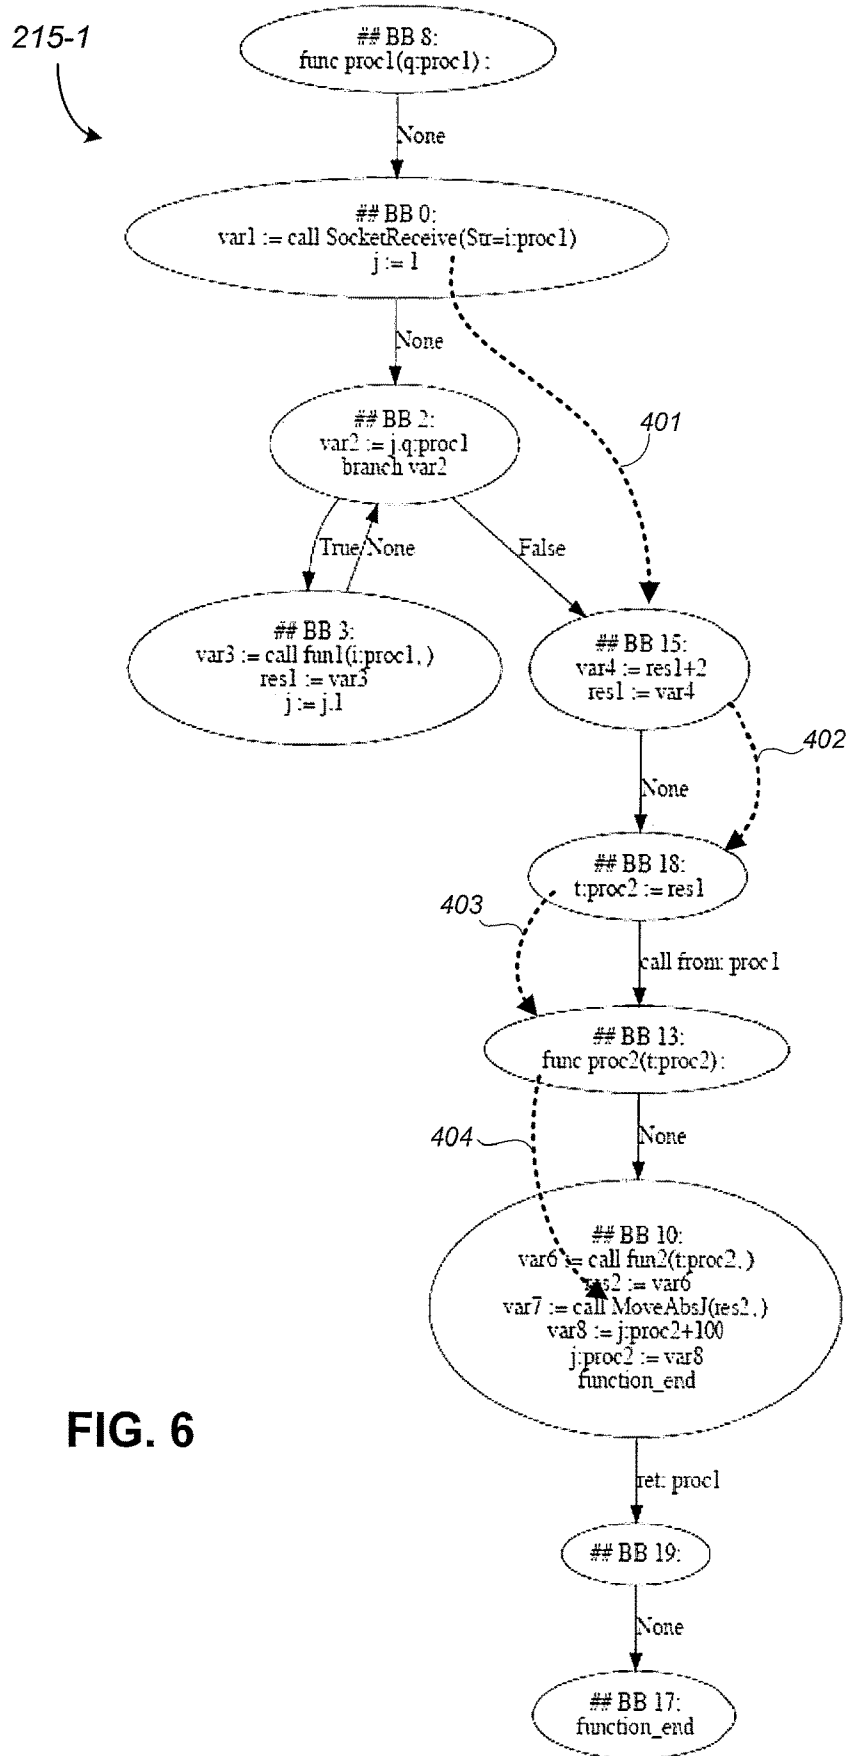 215-1
## BB 8:
func proc1(q:proc1) :
None
## BB 0:
var1 := call SocketReceive(Str=i:proc1)
j := 1
None
## BB 2:
var2 := j.q:proc1
branch var2
401
True
None
False
## BB 3:
var3 := call fun1(i:proc1, )
res1 := var3
j := j.1
## BB 15:
var4 := res1+2
res1 := var4
402
None
## BB 18:
t:proc2 := res1
403
call from: proc1
## BB 13:
func proc2(t:proc2) :
404
None
## BB 10:
var6 := call fun2(t:proc2, )
res2 := var6
var7 := call MoveAbsJ(res2, )
var8 := j:proc2+100
j:proc2 := var8
function_end
FIG. 6
ret: proc1
## BB 19:
None
## BB 17:
function_end